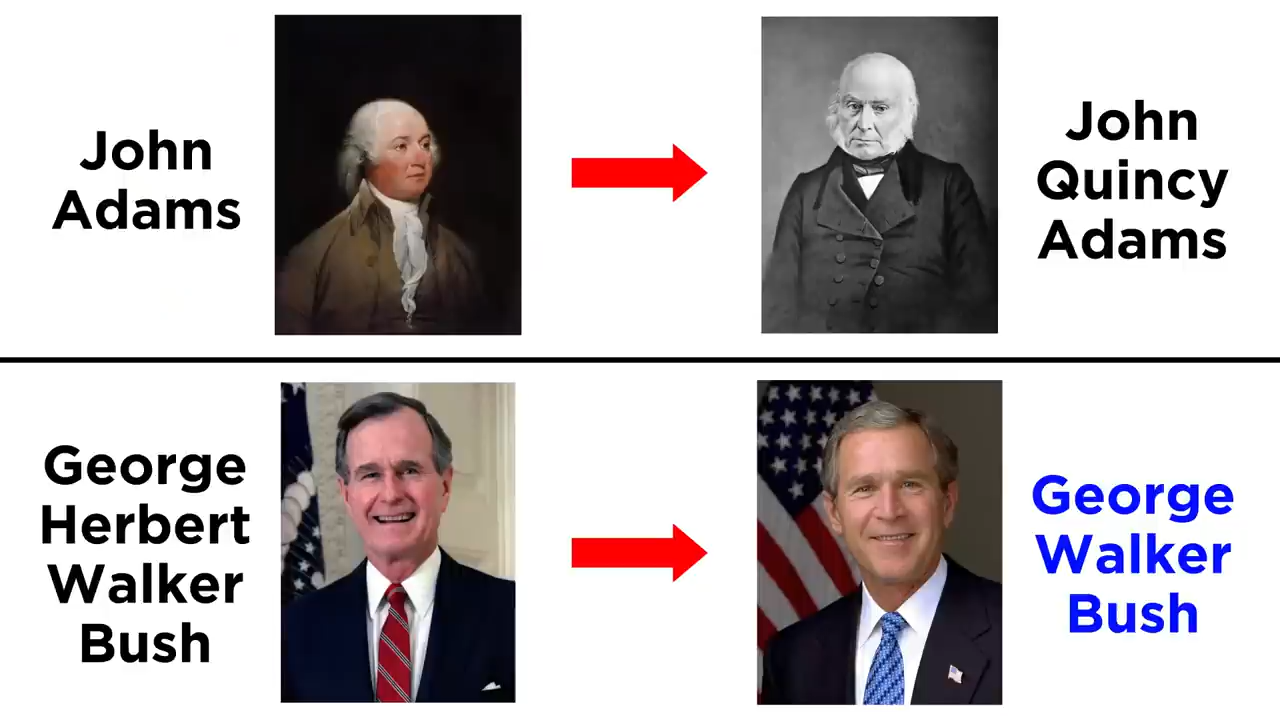 John
Adams
John
Quincy
Adams
George
Herbert
Walker
Bush
George
Walker
Bush